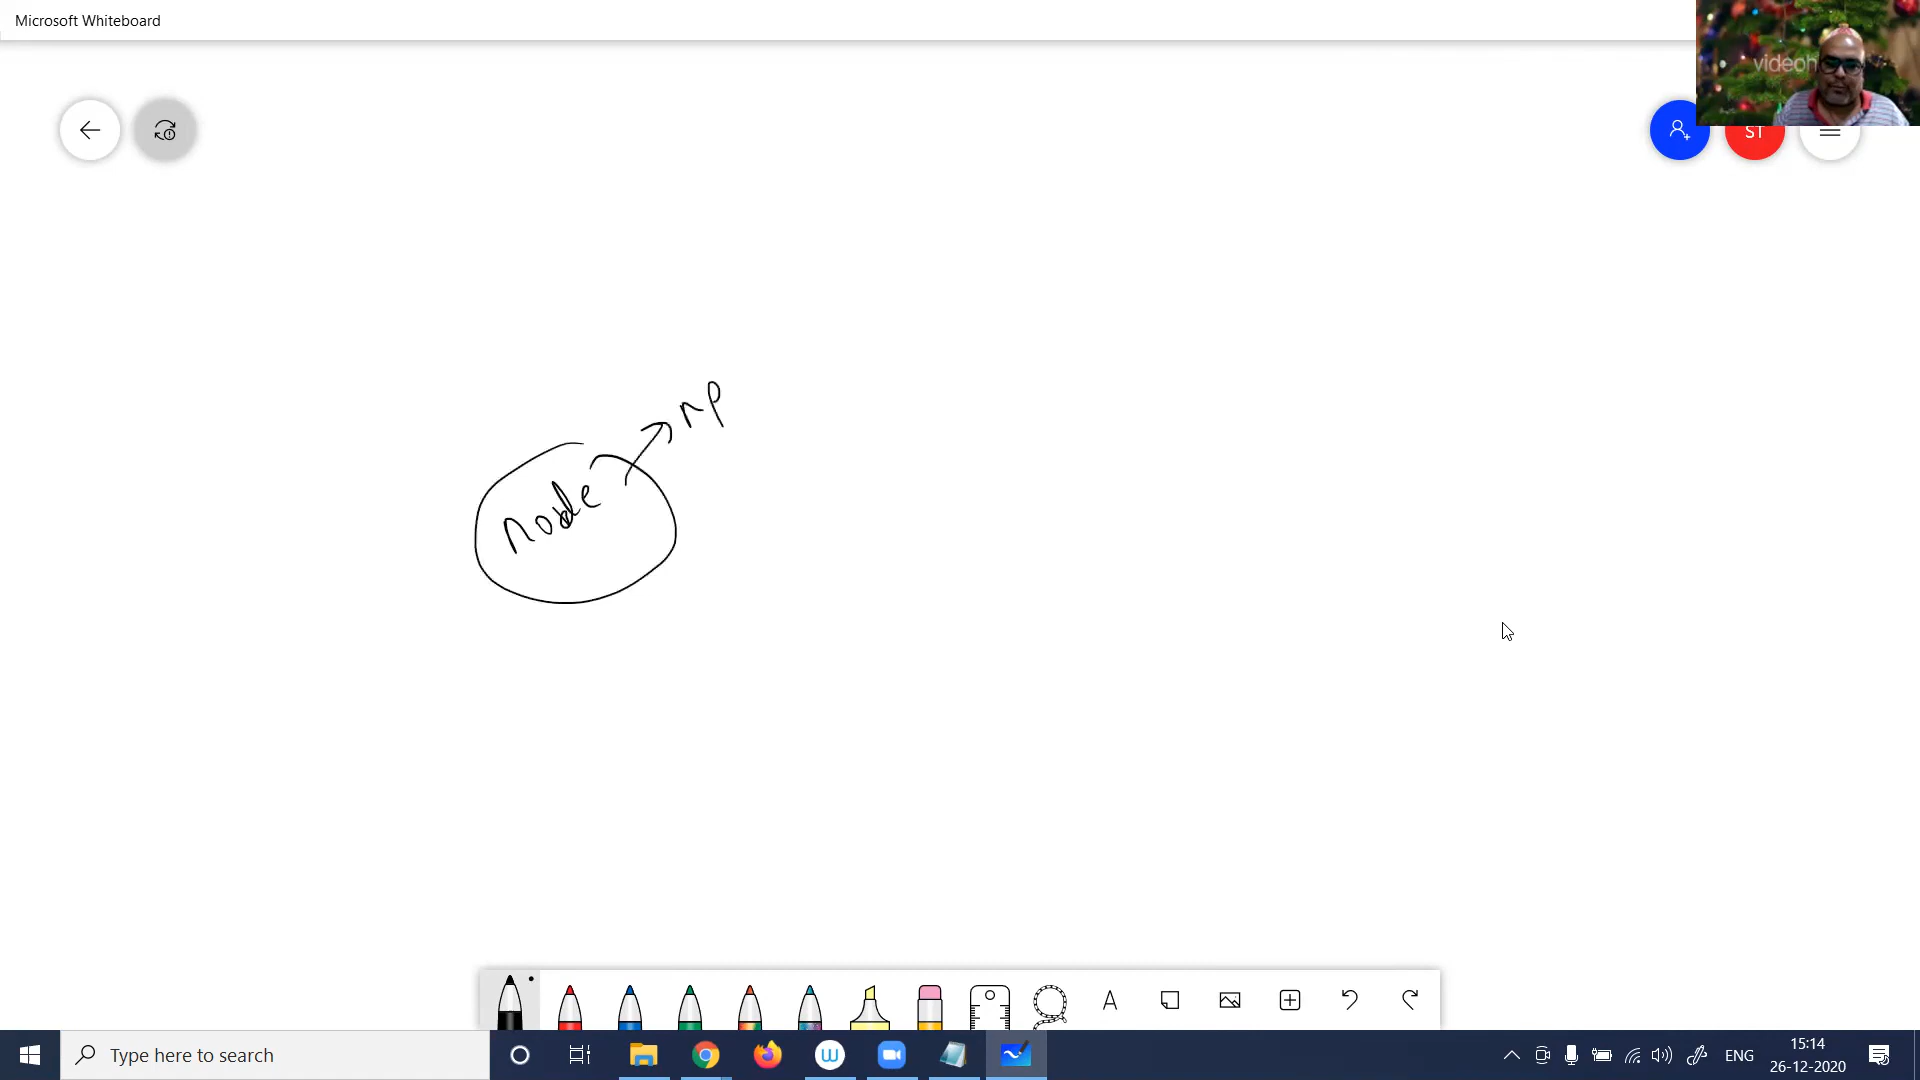 Microsoft Whiteboard
videoh
ST
np
node
A
Type here to search
ENG
15:14
26-12-2020